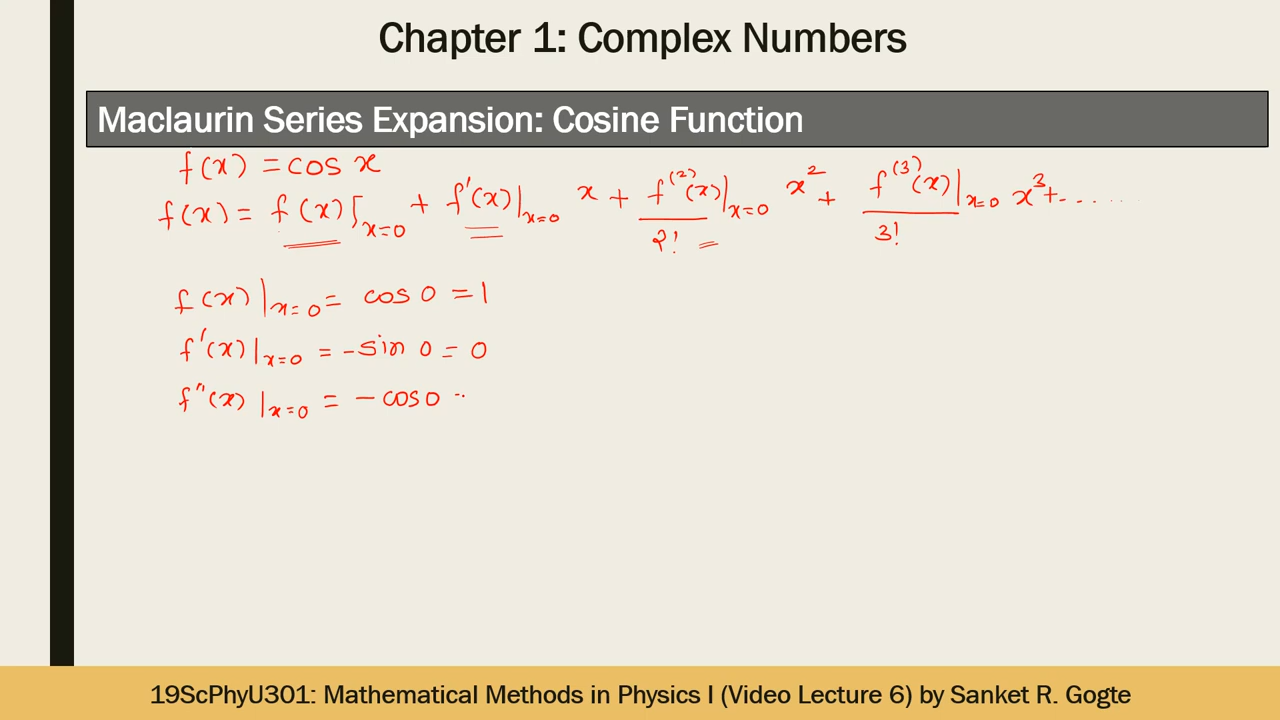 Chapter 1: Complex Numbers
Maclaurin Series Expansion: Cosine Function
f(x) = cos x
f(x) = f(x)|x=0 + f'(x)|x=0 x + f⁽²⁾(x)|x=0 / 2! x² + f⁽³⁾(x)|x=0 / 3! x³ + ......
f(x)|x=0 = cos 0 = 1
f'(x)|x=0 = -sin 0 = 0
f"(x)|x=0 = - cos 0
19ScPhyU301: Mathematical Methods in Physics I (Video Lecture 6) by Sanket R. Gogte